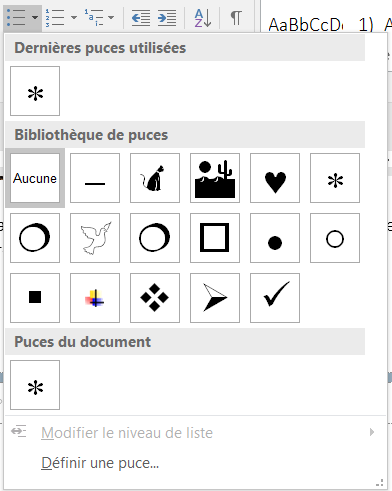 AaBbCcDc 1) A
Dernières puces utilisées
Bibliothèque de puces
Aucune
Puces du document
Modifier le niveau de liste
Définir une puce...